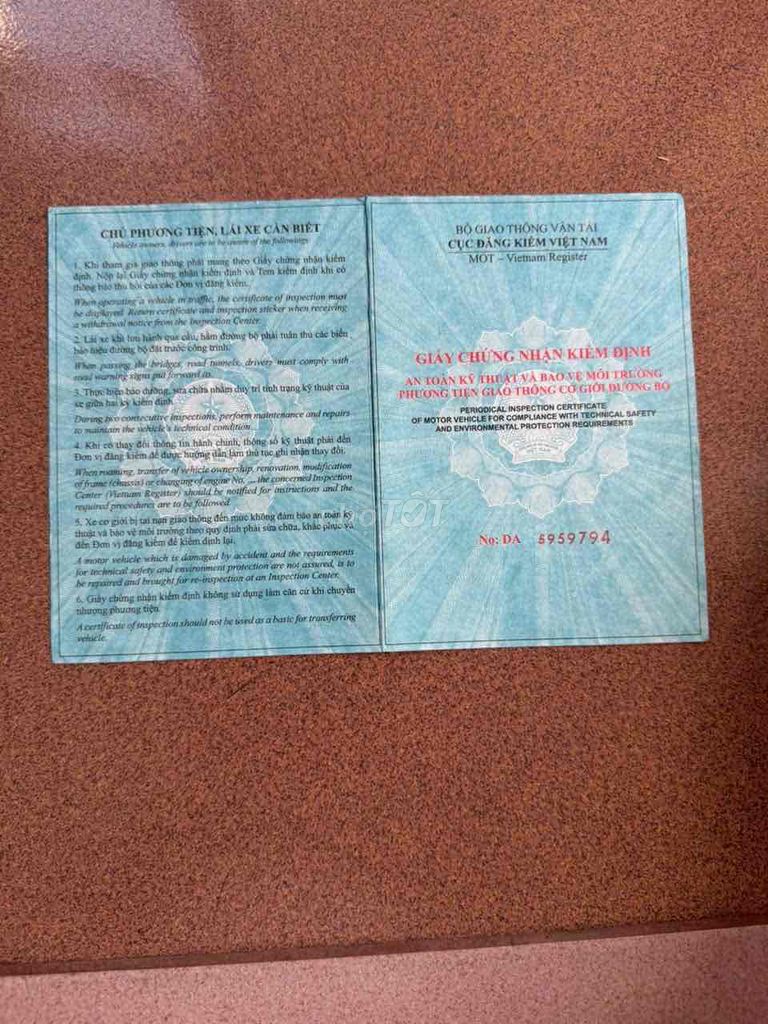 CHỦ PHƯƠNG TIỆN, LÁI XE CẦN BIẾT
Vehicle owners, drivers are to be aware of the followings
1. Khi tham gia giao thông phải mang theo Giấy chứng nhận kiểm
định. Nộp lại Giấy chứng nhận kiểm định và Tem kiểm định khi có
thông báo thu hồi của các Đơn vị đăng kiểm.
When operating a vehicle in traffic, the certificate of inspection must
be displayed. Return certificate and inspection sticker when receiving
a withdrawal notice from the Inspection Center.
2. Lái xe khi lưu hành qua cầu, hầm đường bộ phải tuân thủ các biển
báo hiệu đường bộ đặt trước công trình.
When passing the bridges, road tunnels, drivers must comply with
road warning signs put forward to.
3. Thực hiện bảo dưỡng, sửa chữa nhằm duy trì tình trạng kỹ thuật của
xe giữa hai kỳ kiểm định.
During two consecutive inspections, perform maintenance and repairs
to maintain the vehicle's technical condition.
4. Khi có thay đổi thông tin hành chính, thông số kỹ thuật phải đến
Đơn vị đăng kiểm để được hướng dẫn làm thủ tục ghi nhận thay đổi.
When roaming, transfer of vehicle ownership, renovation, modification
of frame (chassis) or changing of engine No, ... the concerned Inspection
Center (Vietnam Register) should be notified for instructions and the
required procedures are to be followed.
5. Xe cơ giới bị tai nạn giao thông đến mức không đảm bảo an toàn kỹ
thuật và bảo vệ môi trường theo quy định phải sửa chữa, khắc phục và
đến Đơn vị đăng kiểm để kiểm định lại.
A motor vehicle which is damaged by accident and the requirements
for technical safety and environment protection are not assured, is to
be repaired and brought for re-inspection at an Inspection Center.
6. Giấy chứng nhận kiểm định không sử dụng làm căn cứ khi chuyển
nhượng phương tiện.
A certificate of inspection should not be used as a basic for transferring
vehicle.
BỘ GIAO THÔNG VẬN TẢI
CỤC ĐĂNG KIỂM VIỆT NAM
MOT – Vietnam Register
GIẤY CHỨNG NHẬN KIỂM ĐỊNH
AN TOÀN KỸ THUẬT VÀ BẢO VỆ MÔI TRƯỜNG
PHƯƠNG TIỆN GIAO THÔNG CƠ GIỚI ĐƯỜNG BỘ
PERIODICAL INSPECTION CERTIFICATE
OF MOTOR VEHICLE FOR COMPLIANCE WITH TECHNICAL SAFETY
AND ENVIRONMENTAL PROTECTION REQUIREMENTS
VIỆT NAM
No: DA 5959794
CHỢ TỐT